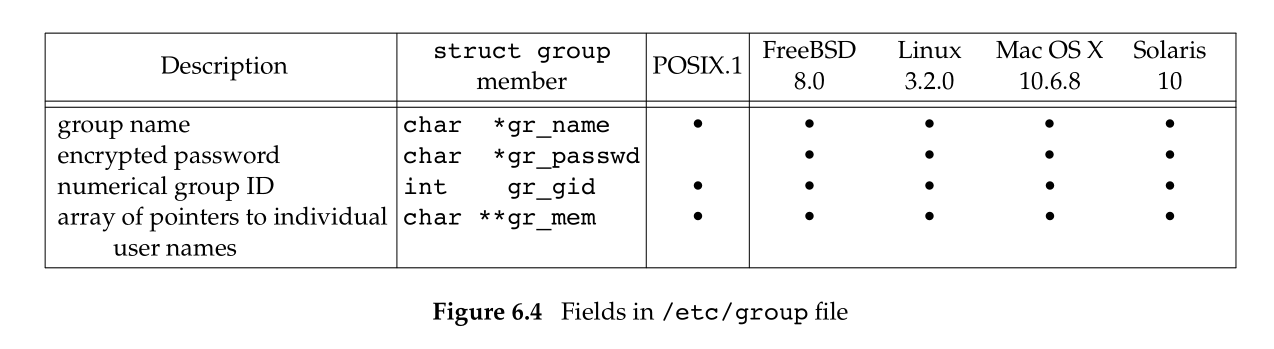 Description struct group member POSIX.1 FreeBSD 8.0 Linux 3.2.0 Mac OS X 10.6.8 Solaris 10
group name char *gr_name • • • • •
encrypted password char *gr_passwd • • • •
numerical group ID int gr_gid • • • • •
array of pointers to individual char **gr_mem • • • • •
user names
Figure 6.4 Fields in /etc/group file